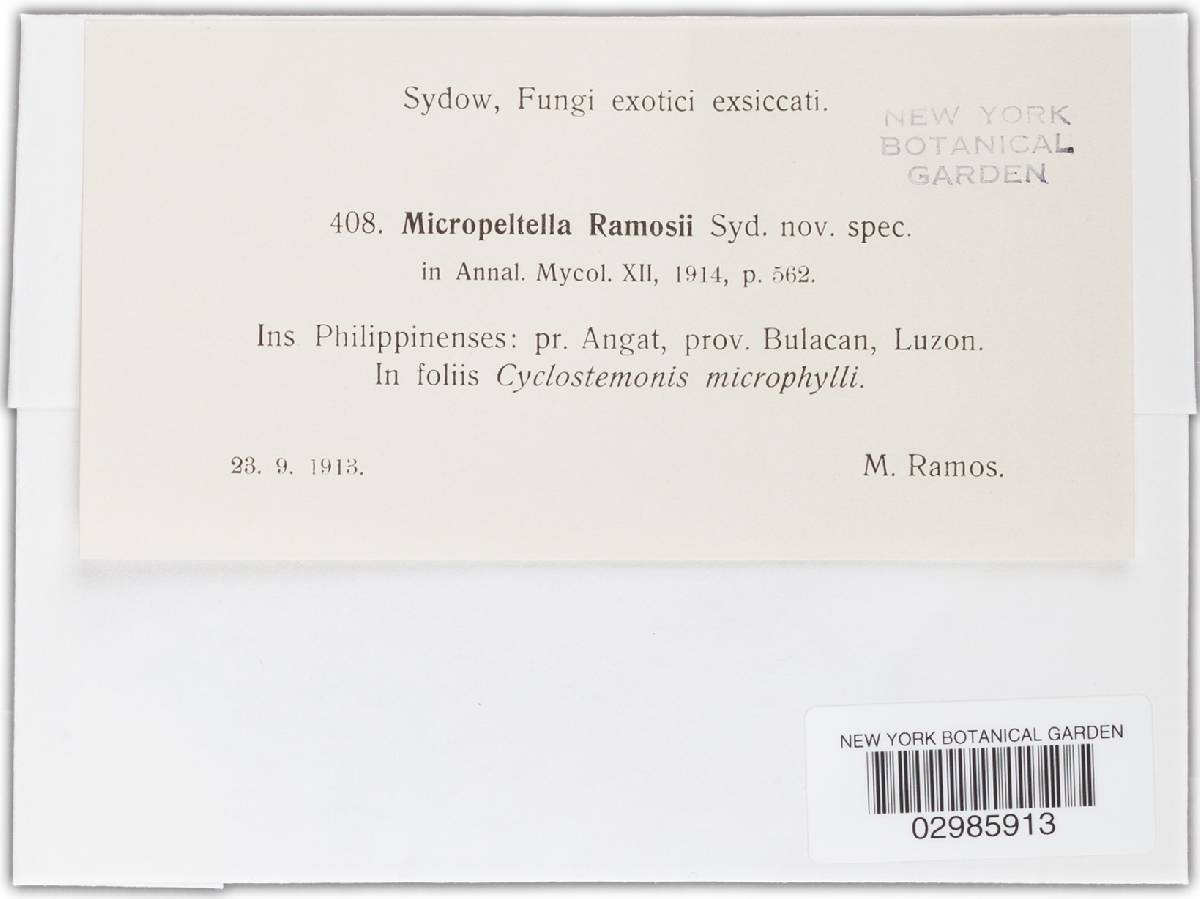 Sydow, Fungi exotici exsiccati.
NEW YORK
BOTANICAL
GARDEN
408. Micropeltella Ramosii Syd. nov. spec.
in Annal. Mycol. XII, 1914, p. 562.
Ins Philippinenses: pr. Angat, prov. Bulacan, Luzon.
In foliis Cyclostemonis microphylli.
23. 9. 1913.
M. Ramos.
NEW YORK BOTANICAL GARDEN
02985913